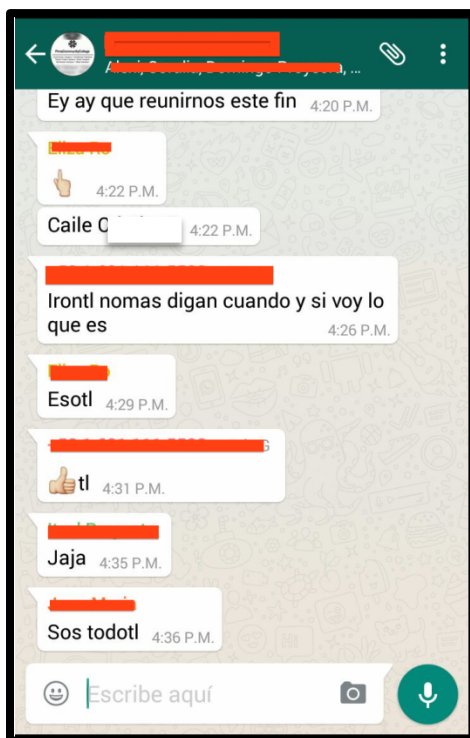 Ey ay que reunirnos este fin 4:20 P.M.
4:22 P.M.
Caile 4:22 P.M.
Irontl nomas digan cuando y si voy lo
que es 4:26 P.M.
Esotl 4:29 P.M.
tl 4:31 P.M.
Jaja 4:35 P.M.
Sos todotl 4:36 P.M.
Escribe aquí